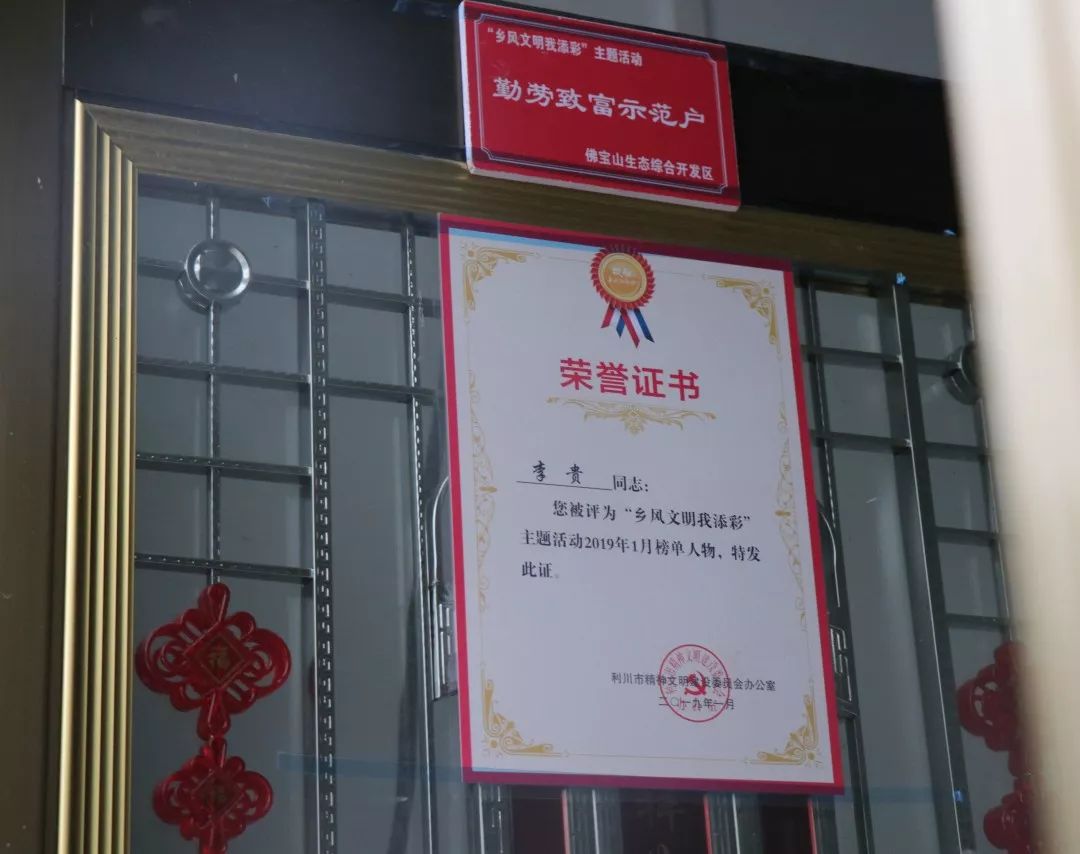 “乡风文明我添彩”主题活动
勤劳致富示范户
佛宝山生态综合开发区
荣誉证书
李贵 同志：
您被评为“乡风文明我添彩”
主题活动2019年1月榜单人物，特发
此证。
利川市精神文明建设委员会办公室
二〇一九年一月
福